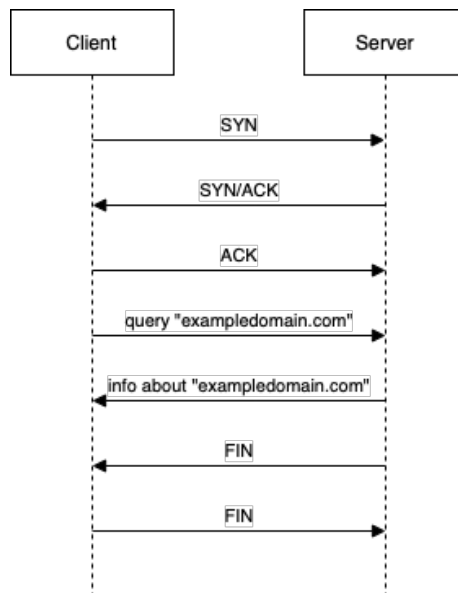 Client
Server
SYN
SYN/ACK
ACK
query "exampledomain.com"
info about "exampledomain.com"
FIN
FIN